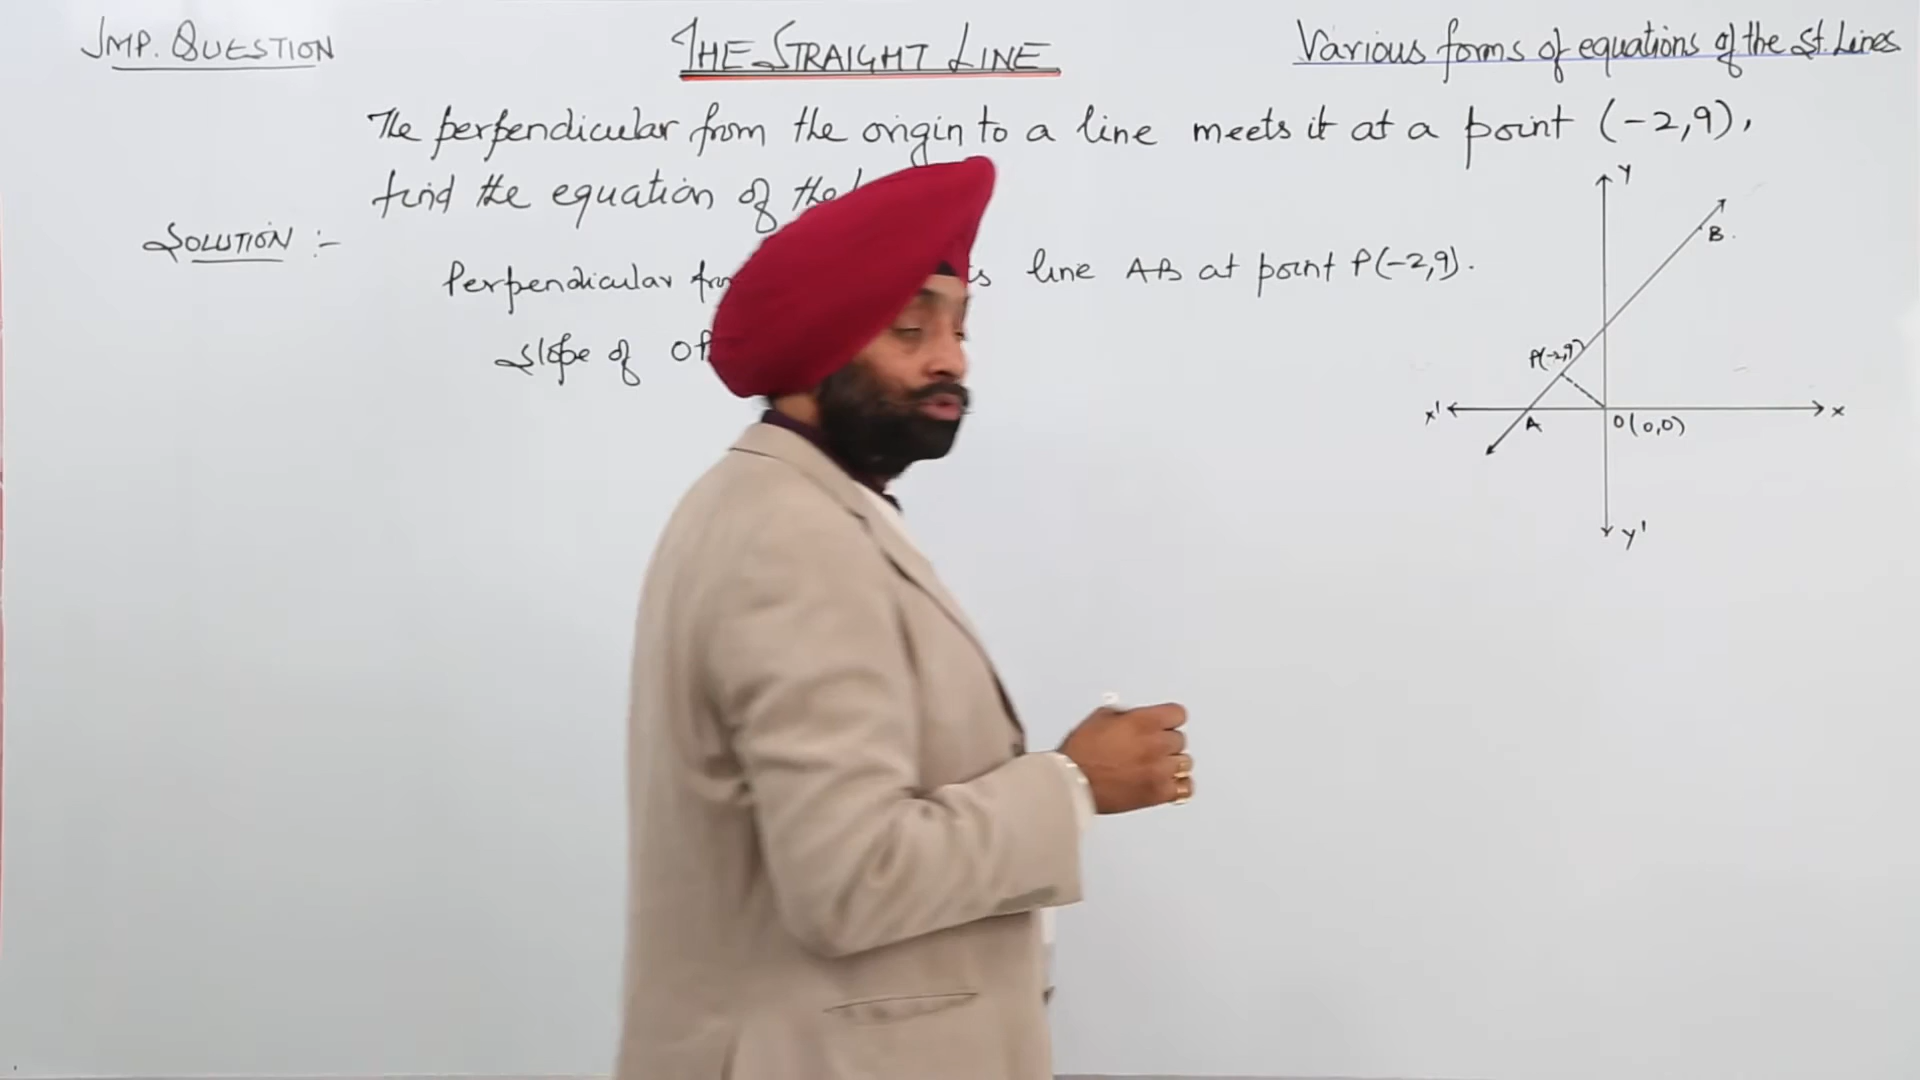 IMP. QUESTION
THE STRAIGHT LINE
Various forms of equations of the St. Lines
The perpendicular from the origin to a line meets it at a point (-2,9),
find the equation of the
SOLUTION :-
Perpendicular line AB at point P(-2,9).
Slope of
Y
B.
P(-2,9)
X'
A
O(0,0)
X
Y'